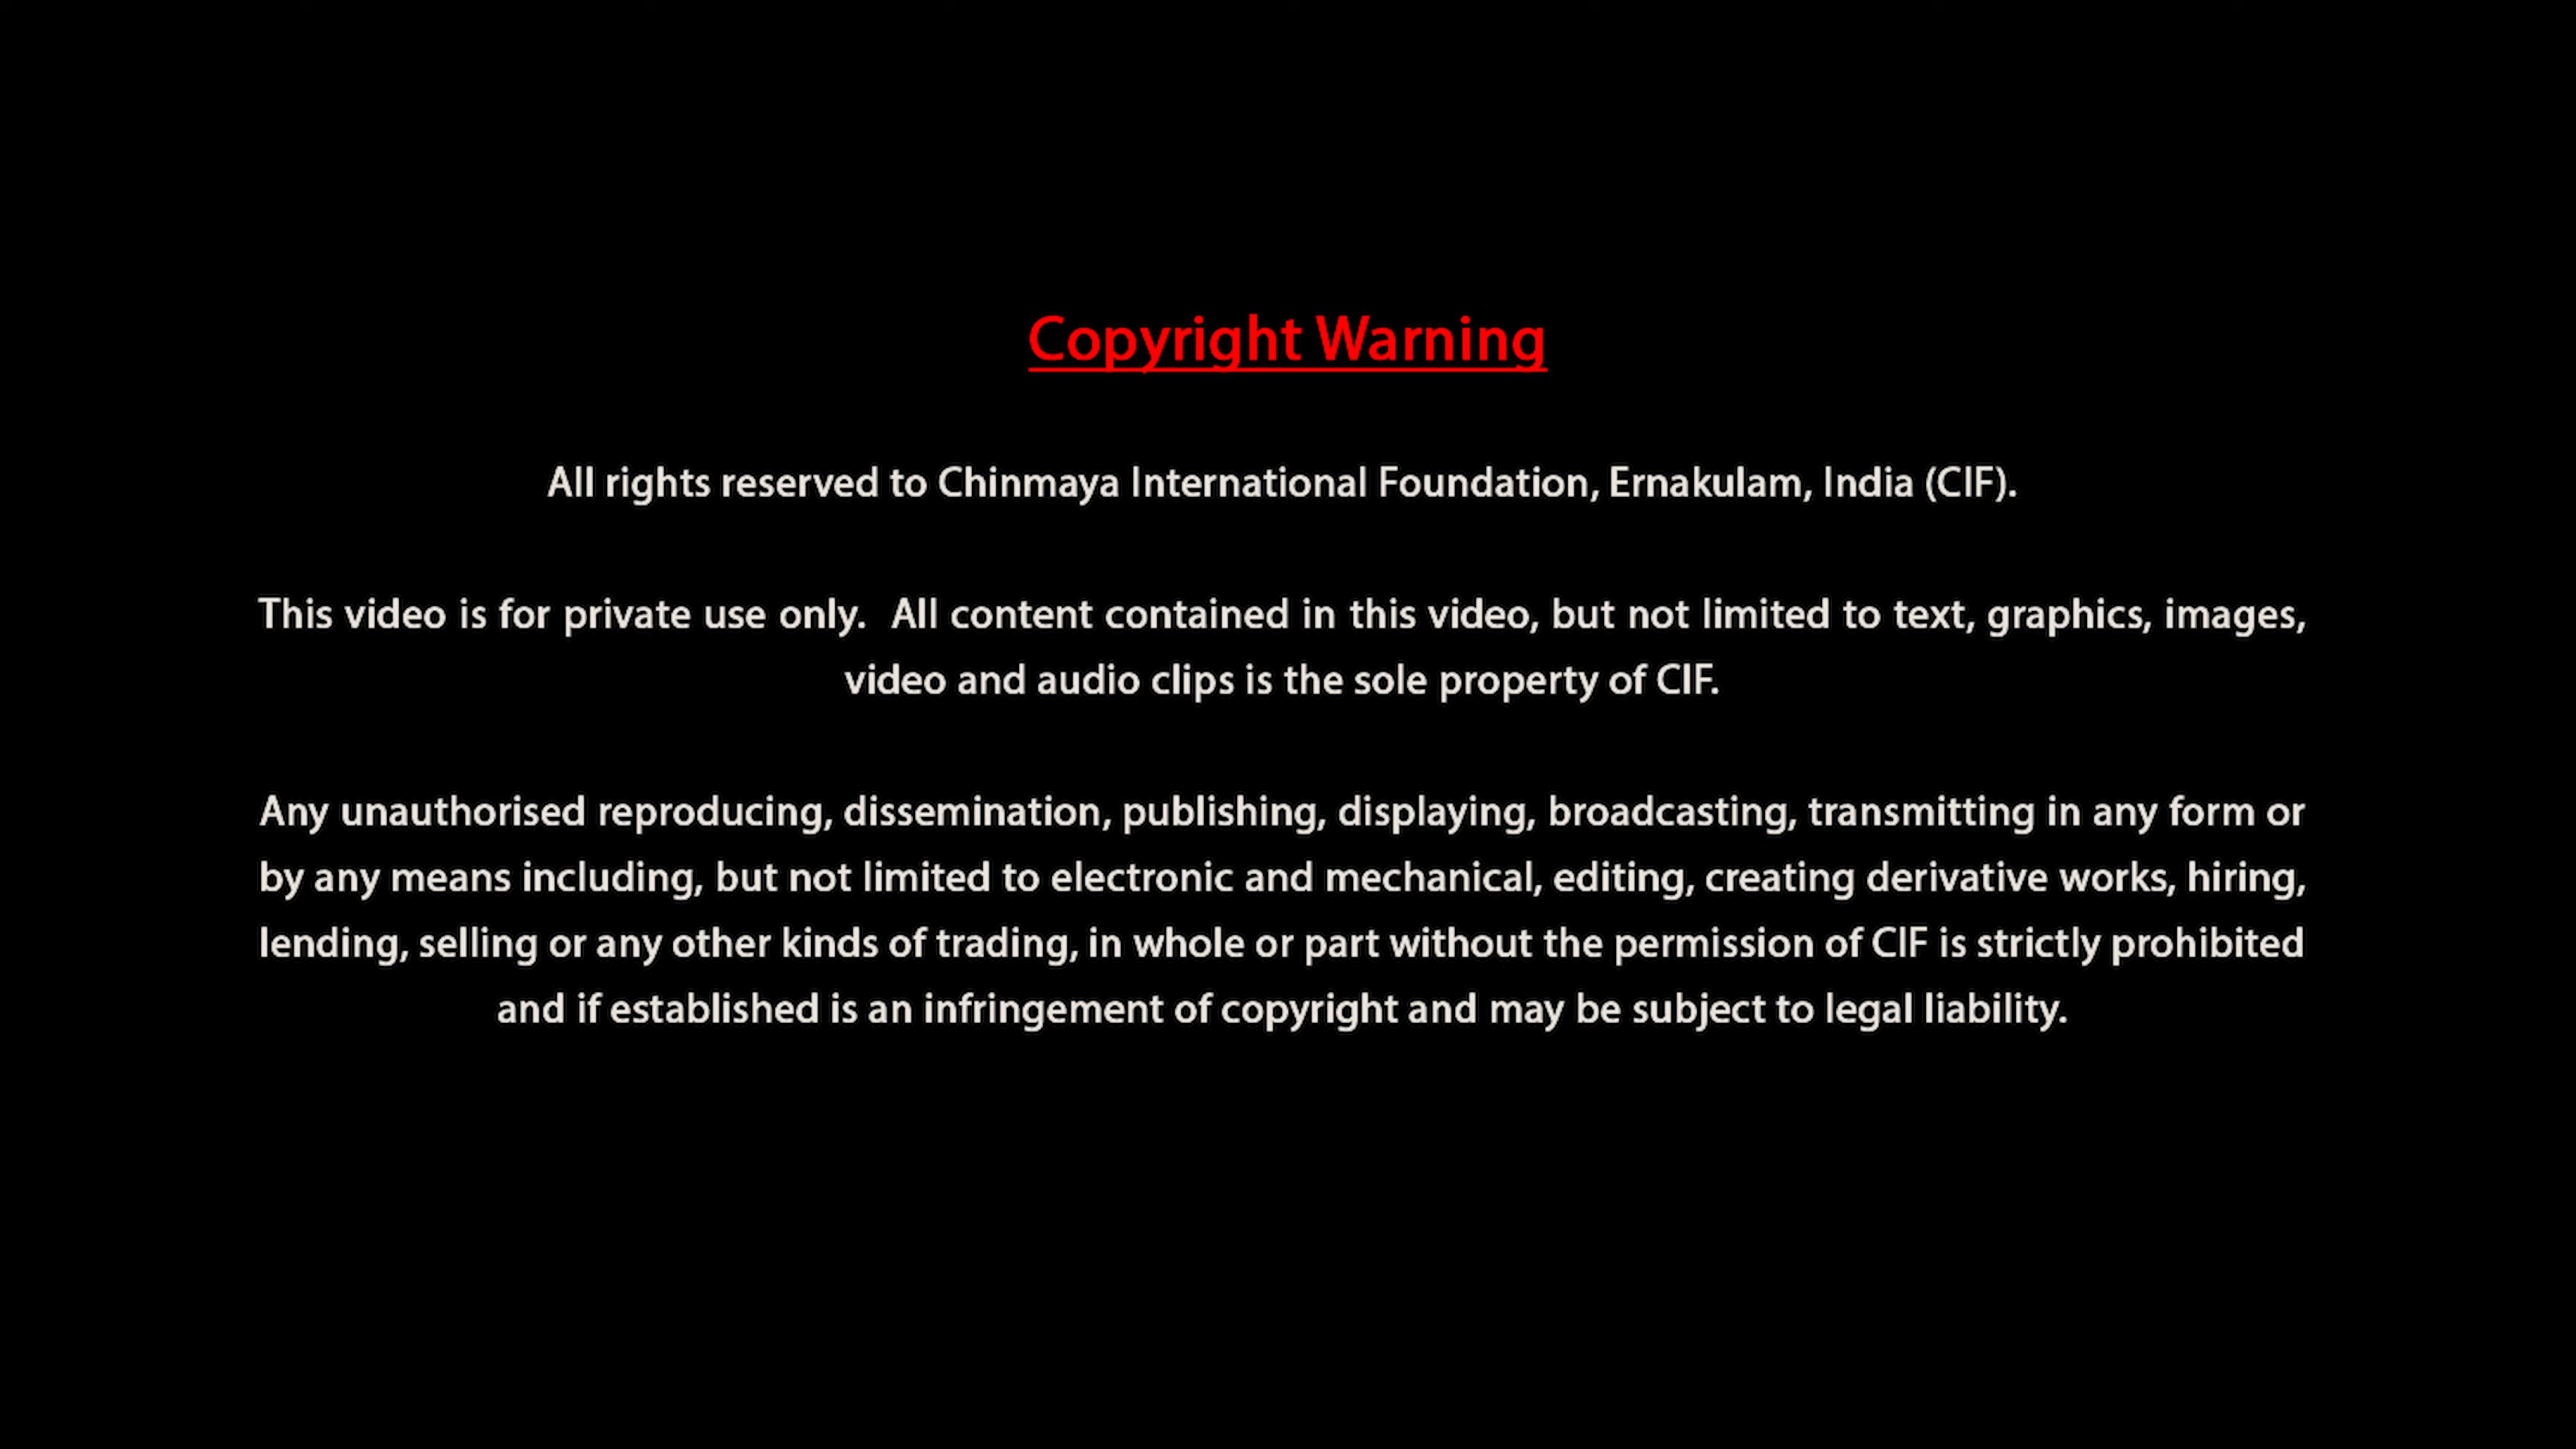 Copyright Warning
All rights reserved to Chinmaya International Foundation, Ernakulam, India (CIF).
This video is for private use only.  All content contained in this video, but not limited to text, graphics, images,
video and audio clips is the sole property of CIF.
Any unauthorised reproducing, dissemination, publishing, displaying, broadcasting, transmitting in any form or
by any means including, but not limited to electronic and mechanical, editing, creating derivative works, hiring,
lending, selling or any other kinds of trading, in whole or part without the permission of CIF is strictly prohibited
and if established is an infringement of copyright and may be subject to legal liability.